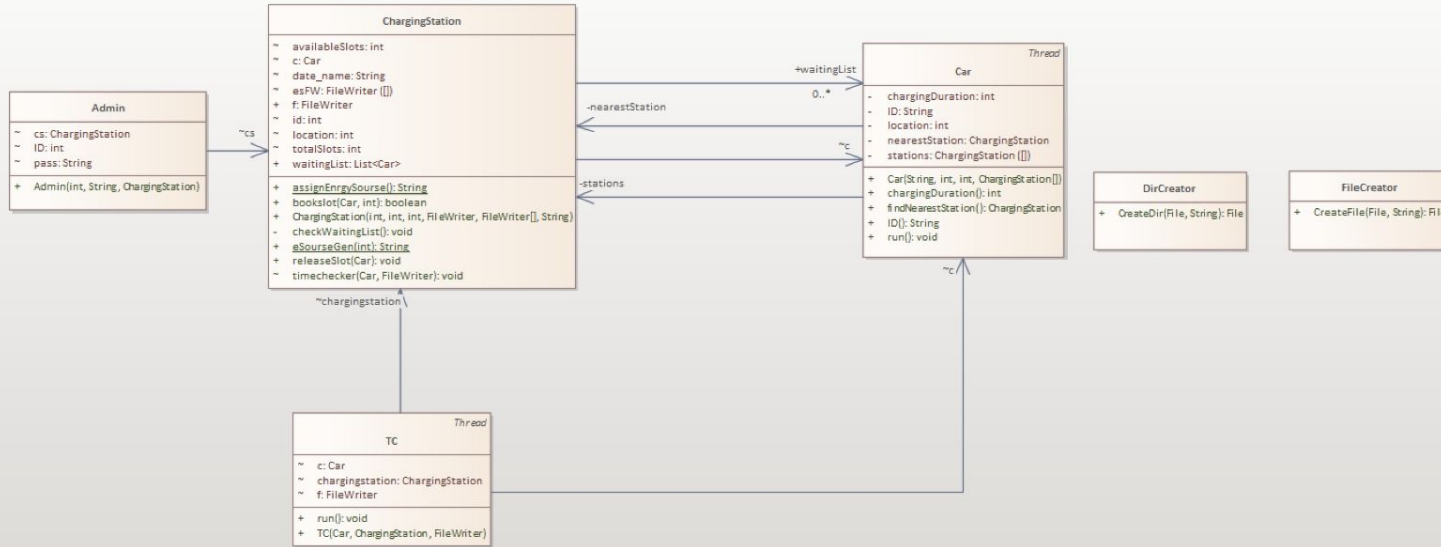 Admin
~ cs: ChargingStation
~ ID: int
~ pass: String
+ Admin(int, String, ChargingStation)
~cs
ChargingStation
~ availableSlots: int
~ c: Car
~ date_name: String
~ esFW: FileWriter ([])
+ f: FileWriter
~ id: int
~ location: int
~ totalSlots: int
+ waitingList: List<Car>
+ assignEnrgySourse(): String
+ bookslot(Car, int): boolean
+ ChargingStation(int, int, int, FileWriter, FileWriter[], String)
- checkWaitingList(): void
+ eSourseGen(int): String
+ releaseSlot(Car): void
~ timechecker(Car, FileWriter): void
+waitingList
0..*
-nearestStation
~c
-stations
Thread
Car
- chargingDuration: int
- ID: String
- location: int
- nearestStation: ChargingStation
- stations: ChargingStation ([])
+ Car(String, int, int, ChargingStation[])
+ chargingDuration(): int
+ findNearestStation(): ChargingStation
+ ID(): String
+ run(): void
DirCreator
+ CreateDir(File, String): File
FileCreator
+ CreateFile(File, String): Fil
~chargingstation
~c
Thread
TC
~ c: Car
~ chargingstation: ChargingStation
~ f: FileWriter
+ run(): void
+ TC(Car, ChargingStation, FileWriter)